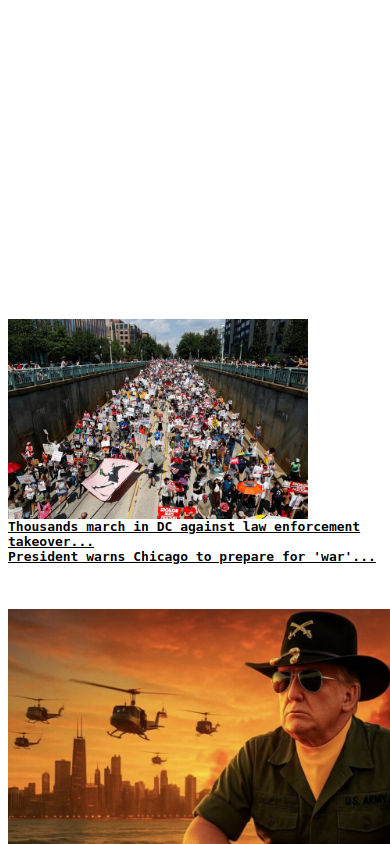 Thousands march in DC against law enforcement
takeover...
President warns Chicago to prepare for 'war'...
U.S. ARMY